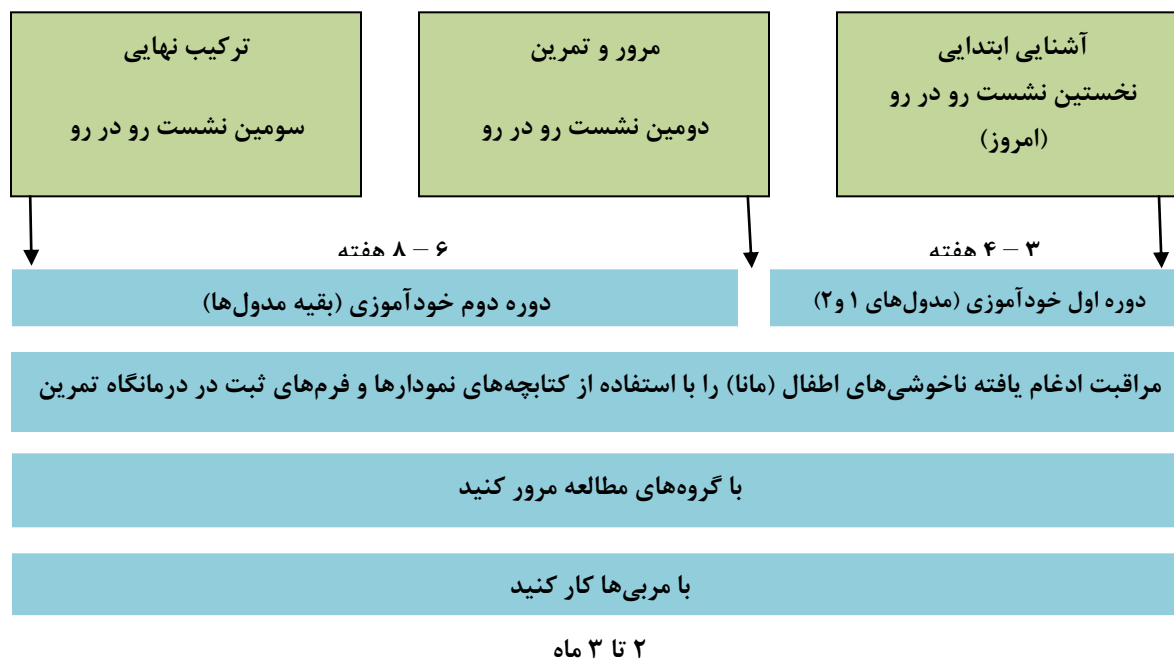 آشنایی ابتدایی
نخستین نشست رو در رو
(امروز)
مرور و تمرین
دومین نشست رو در رو
ترکیب نهایی
سومین نشست رو در رو
۳ – ۴ هفته
۶ – ۸ هفته
دوره اول خودآموزی (مدول‌های ۱ و۲)
دوره دوم خودآموزی (بقیه مدول‌ها)
مراقبت ادغام یافته ناخوشی‌های اطفال (مانا) را با استفاده از کتابچه‌های نمودارها و فرم‌های ثبت در درمانگاه تمرین
با گروه‌های مطالعه مرور کنید
با مربی‌ها کار کنید
۲ تا ۳ ماه